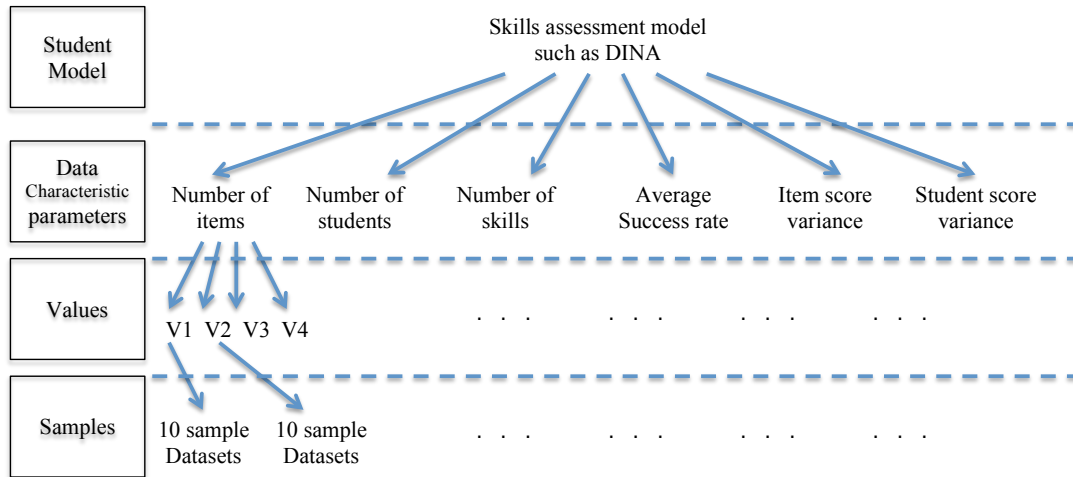 Student
Model
Skills assessment model
such as DINA
Data
Characteristic
parameters
Number of
items
Number of
students
Number of
skills
Average
Success rate
Item score
variance
Student score
variance
Values
V1 V2 V3 V4
. . . . . . . . . . . .
Samples
10 sample
Datasets
10 sample
Datasets
. . . . . . . . . . . .